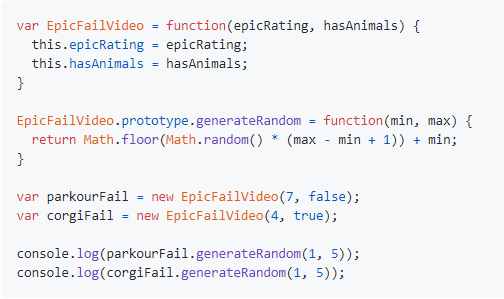 var EpicFailVideo = function(epicRating, hasAnimals) {
  this.epicRating = epicRating;
  this.hasAnimals = hasAnimals;
}

EpicFailVideo.prototype.generateRandom = function(min, max) {
  return Math.floor(Math.random() * (max - min + 1)) + min;
}

var parkourFail = new EpicFailVideo(7, false);
var corgiFail = new EpicFailVideo(4, true);

console.log(parkourFail.generateRandom(1, 5));
console.log(corgiFail.generateRandom(1, 5));